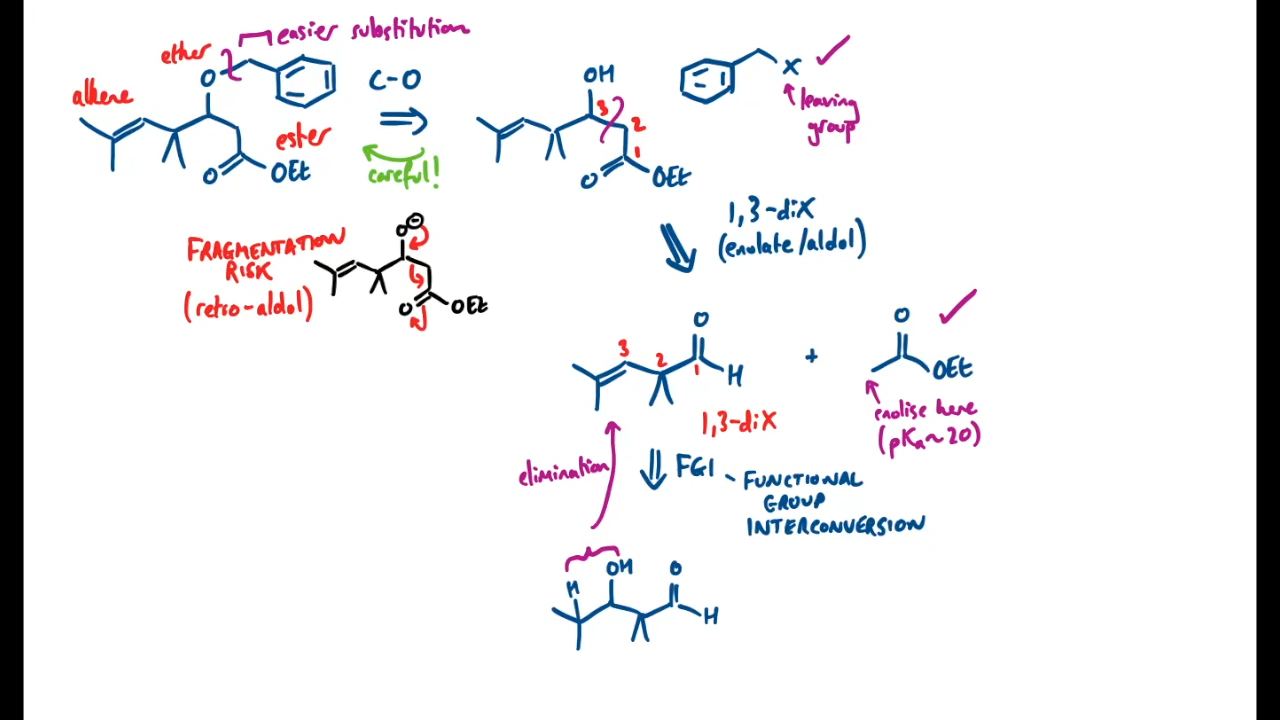 easier substitution
ether
O
C-O
OH
X
alkene
leaving
group
3
2
ester
1
O
OEt
careful!
O
OEt
1,3-diX
(enolate/aldol)
O⊖
FRAGMENTATION
RISK
(retro-aldol)
O
OEt
O
O
3
2
1
H
+
OEt
enolise here
(pKa~20)
1,3-diX
elimination
FGI - FUNCTIONAL
GROUP
INTERCONVERSION
OH
O
H
H